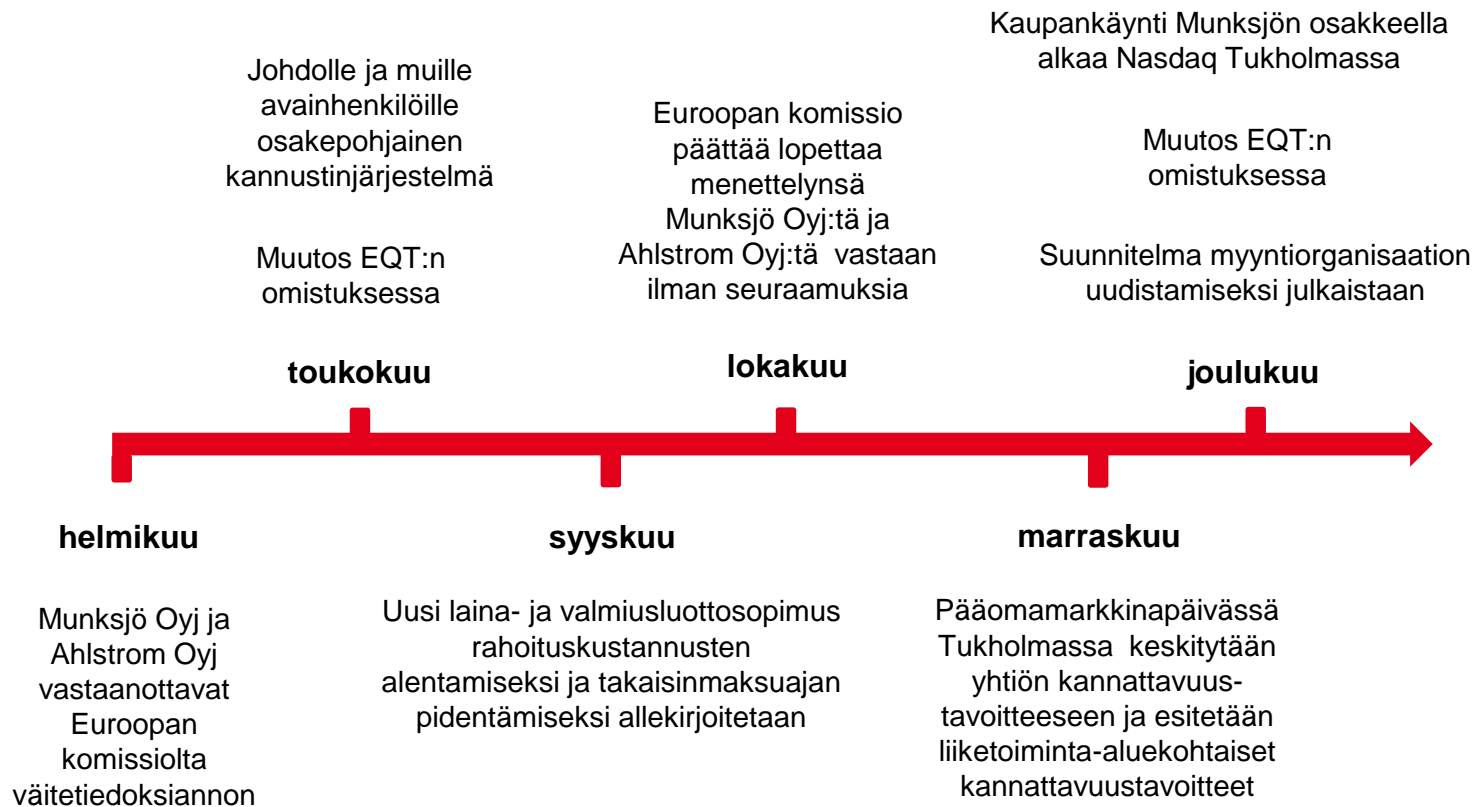 Johdolle ja muille
avainhenkilöille
osakepohjainen
kannustinjärjestelmä
Muutos EQT:n
omistuksessa
toukokuu
Euroopan komissio
päättää lopettaa
menettelynsä
Munksjö Oyj:tä ja
Ahlstrom Oyj:tä vastaan
ilman seuraamuksia
lokakuu
Kaupankäynti Munksjön osakkeella
alkaa Nasdaq Tukholmassa
Muutos EQT:n
omistuksessa
Suunnitelma myyntiorganisaation
uudistamiseksi julkaistaan
joulukuu
helmikuu
Munksjö Oyj ja
Ahlstrom Oyj
vastaanottavat
Euroopan
komissiolta
väitetiedoksiannon
syyskuu
Uusi laina- ja valmiusluottosopimus
rahoituskustannusten
alentamiseksi ja takaisinmaksuajan
pidentämiseksi allekirjoitetaan
marraskuu
Pääomamarkkinapäivässä
Tukholmassa keskitytään
yhtiön kannattavuus-
tavoitteeseen ja esitetään
liiketoiminta-aluekohtaiset
kannattavuustavoitteet